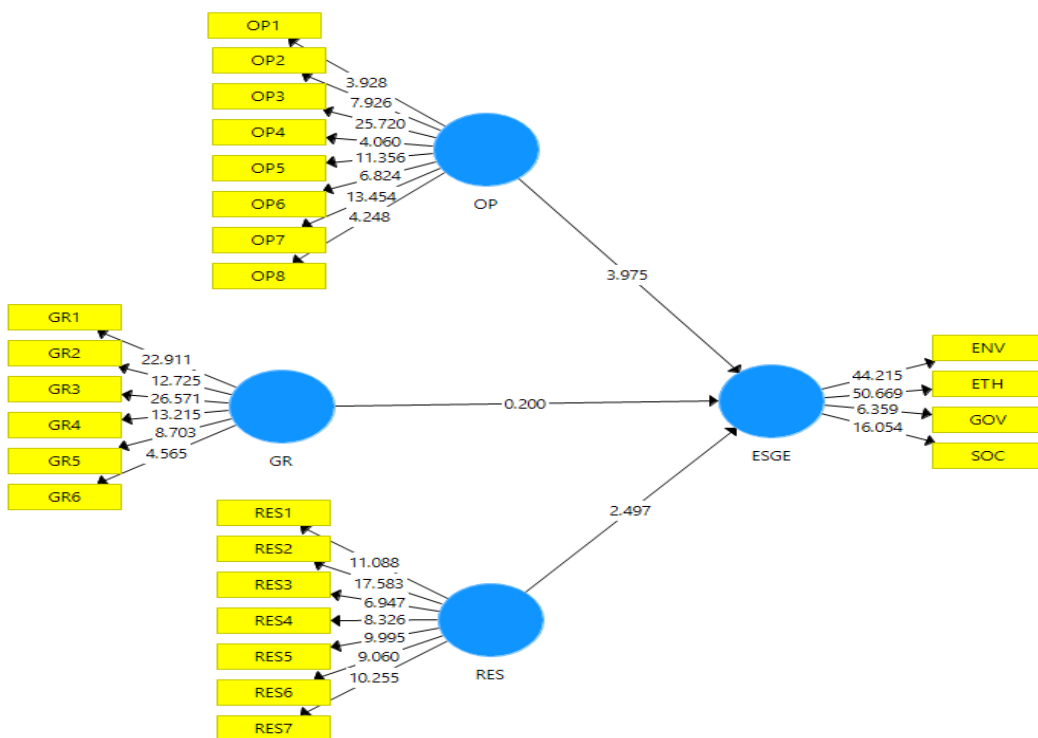 OP1
OP2
OP3
OP4
OP5
OP6
OP7
OP8
3.928
7.926
25.720
4.060
11.356
6.824
13.454
4.248
OP
3.975
GR1
GR2
GR3
GR4
GR5
GR6
22.911
12.725
26.571
13.215
8.703
4.565
GR
0.200
RES1
RES2
RES3
RES4
RES5
RES6
RES7
11.088
17.583
6.947
8.326
9.995
9.060
10.255
RES
2.497
ESGE
44.215
50.669
6.359
16.054
ENV
ETH
GOV
SOC